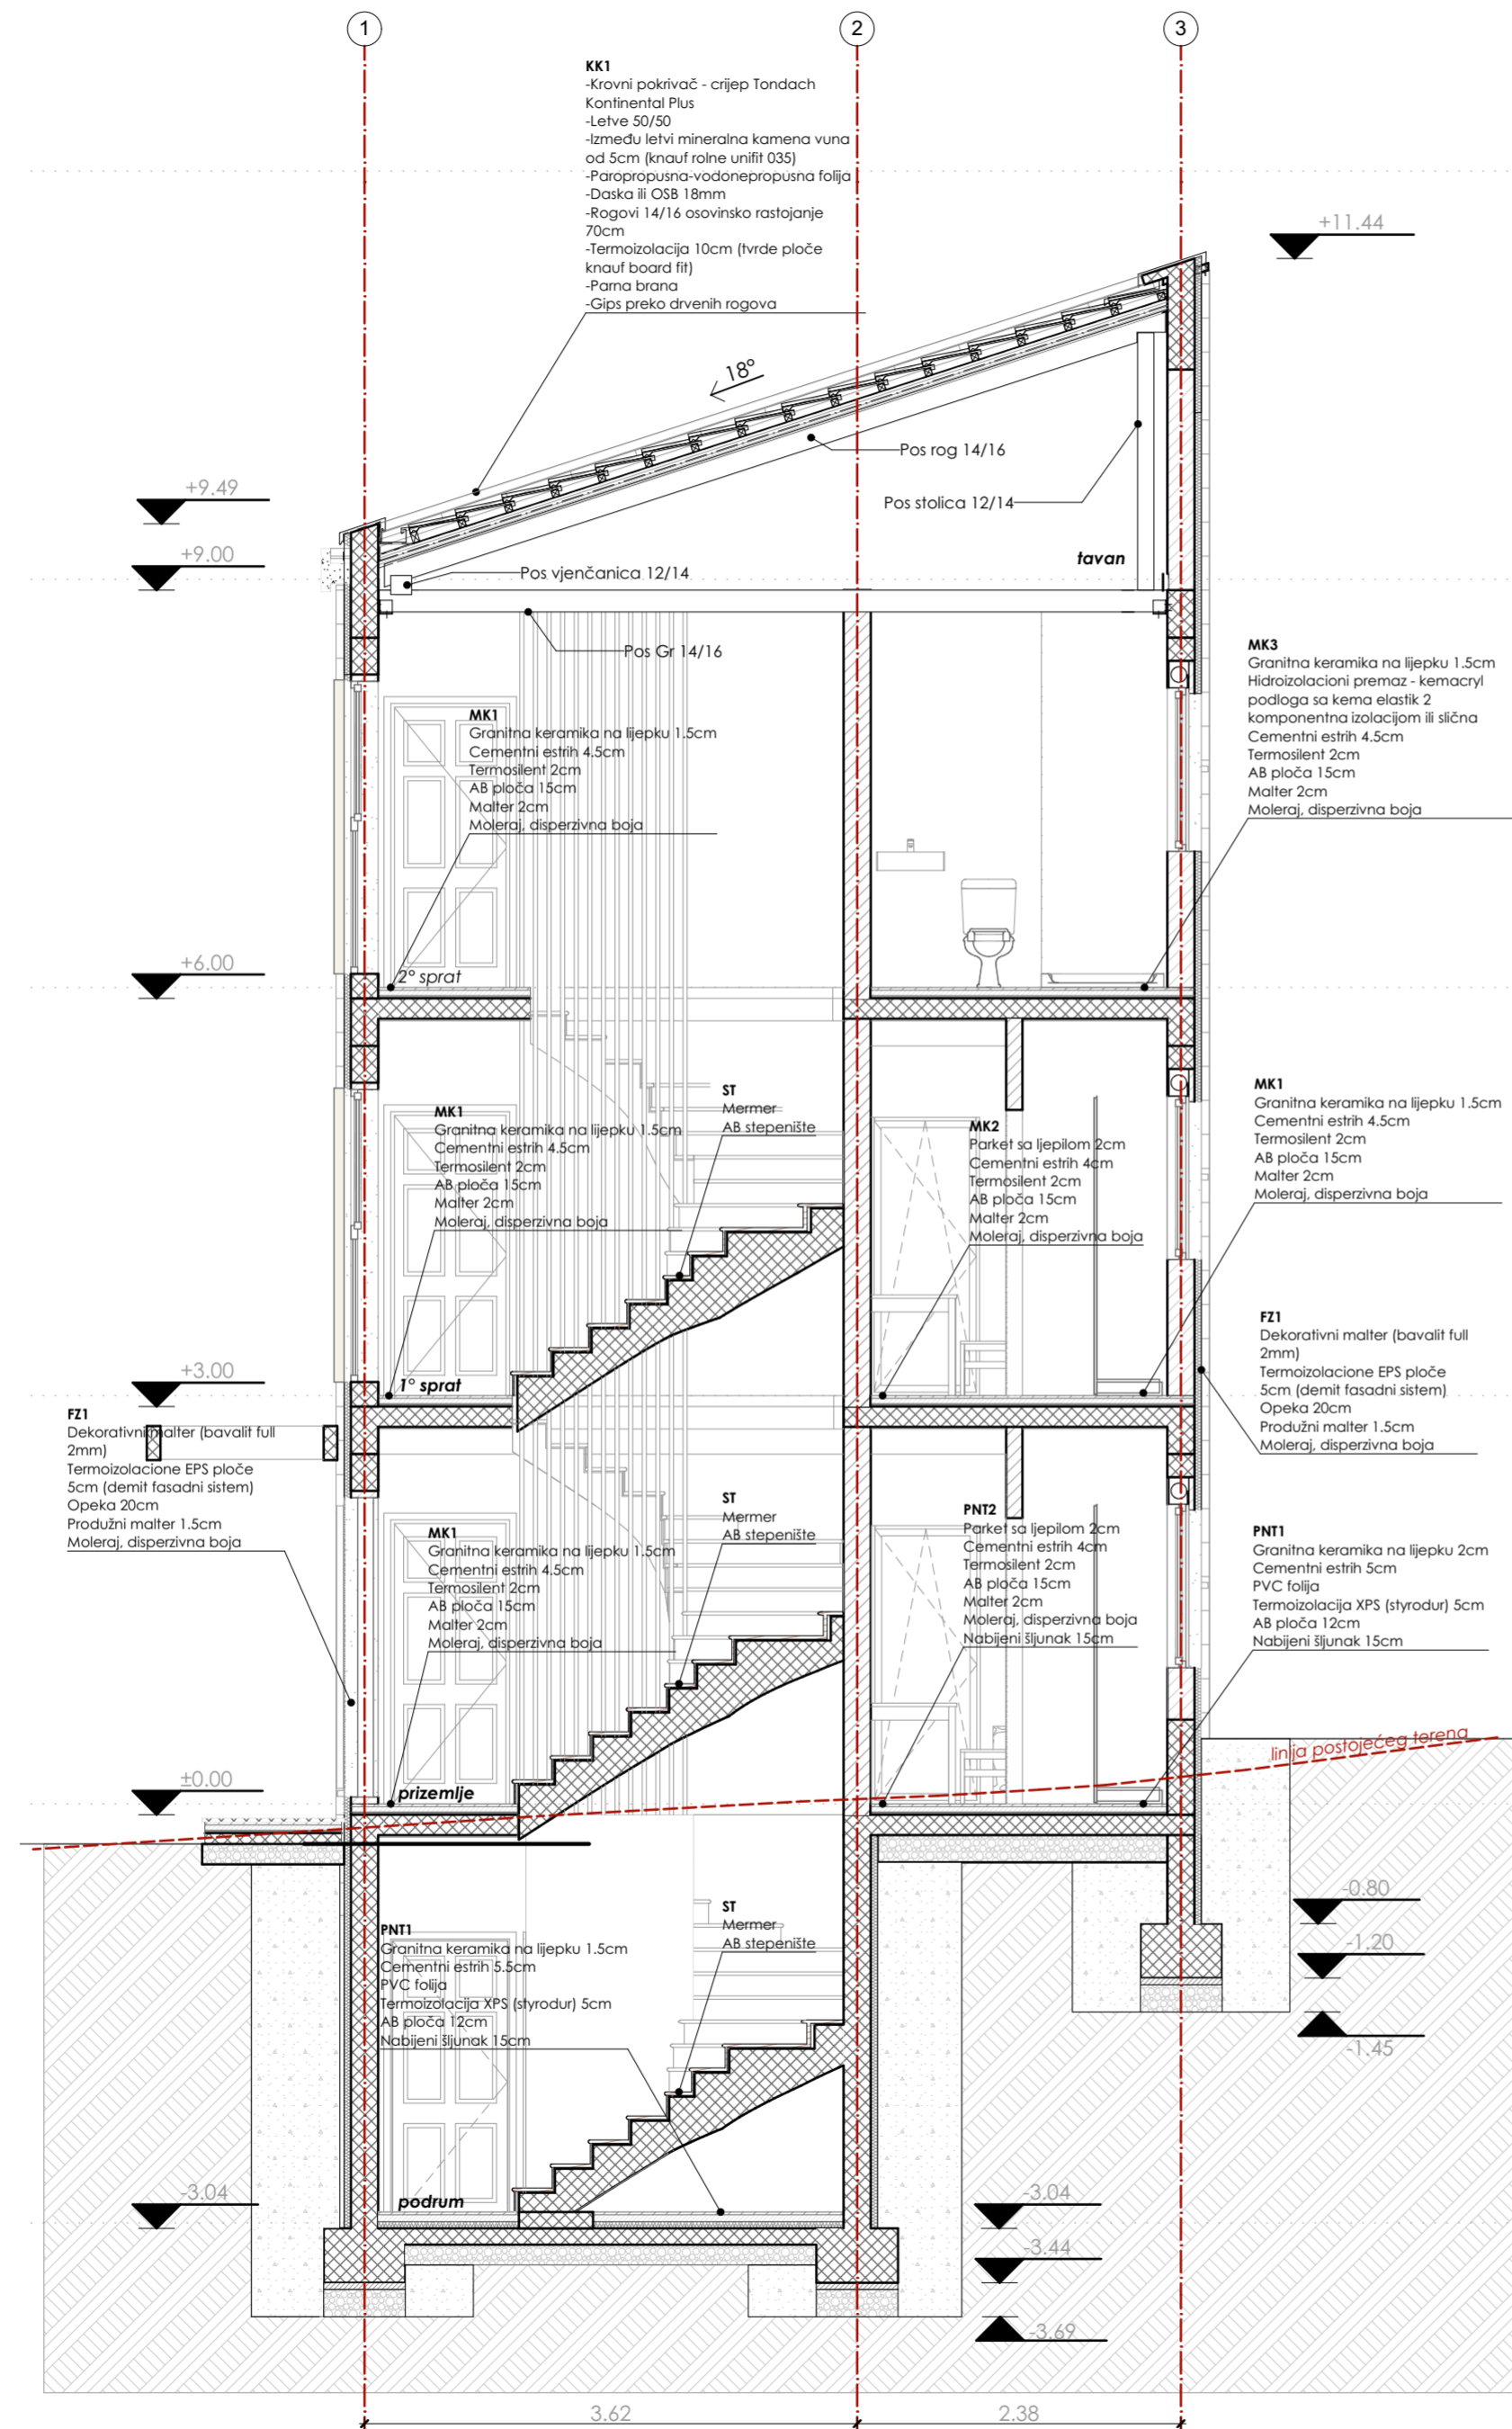 1
2
3
KK1
-Krovni pokrivač - crijep Tondach
Kontinental Plus
-Letve 50/50
-Između letvi mineralna kamena vuna
od 5cm (knauf rolne unifit 035)
-Paropropusna-vodonepropusna folija
-Daska ili OSB 18mm
-Rogovi 14/16 osovinsko rastojanje
70cm
-Termoizolacija 10cm (tvrde ploče
knauf board fit)
-Parna brana
-Gips preko drvenih rogova
+11.44
18°
Pos rog 14/16
+9.49
Pos stolica 12/14
+9.00
tavan
Pos vjenčanica 12/14
Pos Gr 14/16
MK3
Granitna keramika na lijepku 1.5cm
Hidroizolacioni premaz - kemacryl
podloga sa kema elastik 2
komponentna izolacijom ili slična
Cementni estrih 4.5cm
Termosilent 2cm
AB ploča 15cm
Malter 2cm
Moleraj, disperzivna boja
MK1
Granitna keramika na lijepku 1.5cm
Cementni estrih 4.5cm
Termosilent 2cm
AB ploča 15cm
Malter 2cm
Moleraj, disperzivna boja
+6.00
2° sprat
MK1
Granitna keramika na lijepku 1.5cm
Cementni estrih 4.5cm
Termosilent 2cm
AB ploča 15cm
Malter 2cm
Moleraj, disperzivna boja
ST
Mermer
AB stepenište
MK2
Parket sa ljepilom 2cm
Cementni estrih 4cm
Termosilent 2cm
AB ploča 15cm
Malter 2cm
Moleraj, disperzivna boja
MK1
Granitna keramika na lijepku 1.5cm
Cementni estrih 4.5cm
Termosilent 2cm
AB ploča 15cm
Malter 2cm
Moleraj, disperzivna boja
+3.00
1° sprat
FZ1
Dekorativni malter (bavalit full
2mm)
Termoizolacione EPS ploče
5cm (demit fasadni sistem)
Opeka 20cm
Produžni malter 1.5cm
Moleraj, disperzivna boja
FZ1
Dekorativni malter (bavalit full
2mm)
Termoizolacione EPS ploče
5cm (demit fasadni sistem)
Opeka 20cm
Produžni malter 1.5cm
Moleraj, disperzivna boja
MK1
Granitna keramika na lijepku 1.5cm
Cementni estrih 4.5cm
Termosilent 2cm
AB ploča 15cm
Malter 2cm
Moleraj, disperzivna boja
ST
Mermer
AB stepenište
PNT2
Parket sa ljepilom 2cm
Cementni estrih 4cm
Termosilent 2cm
AB ploča 15cm
Malter 2cm
Moleraj, disperzivna boja
Nabijeni šljunak 15cm
PNT1
Granitna keramika na lijepku 2cm
Cementni estrih 5cm
PVC folija
Termoizolacija XPS (styrodur) 5cm
AB ploča 12cm
Nabijeni šljunak 15cm
linija postojećeg terena
±0.00
prizemlje
-0.80
-1.20
-1.45
PNT1
Granitna keramika na lijepku 1.5cm
Cementni estrih 5.5cm
PVC folija
Termoizolacija XPS (styrodur) 5cm
AB ploča 12cm
Nabijeni šljunak 15cm
ST
Mermer
AB stepenište
-3.04
podrum
-3.04
-3.44
-3.69
3.62
2.38